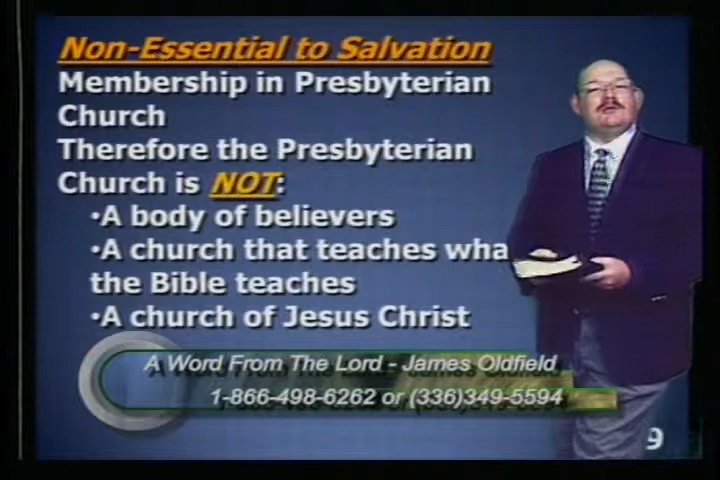 Non-Essential to Salvation
Membership in Presbyterian
Church
Therefore the Presbyterian
Church is NOT:
•A body of believers
•A church that teaches wha
the Bible teaches
•A church of Jesus Christ
A Word From The Lord - James Oldfield
1-866-498-6262 or (336)349-5594
9